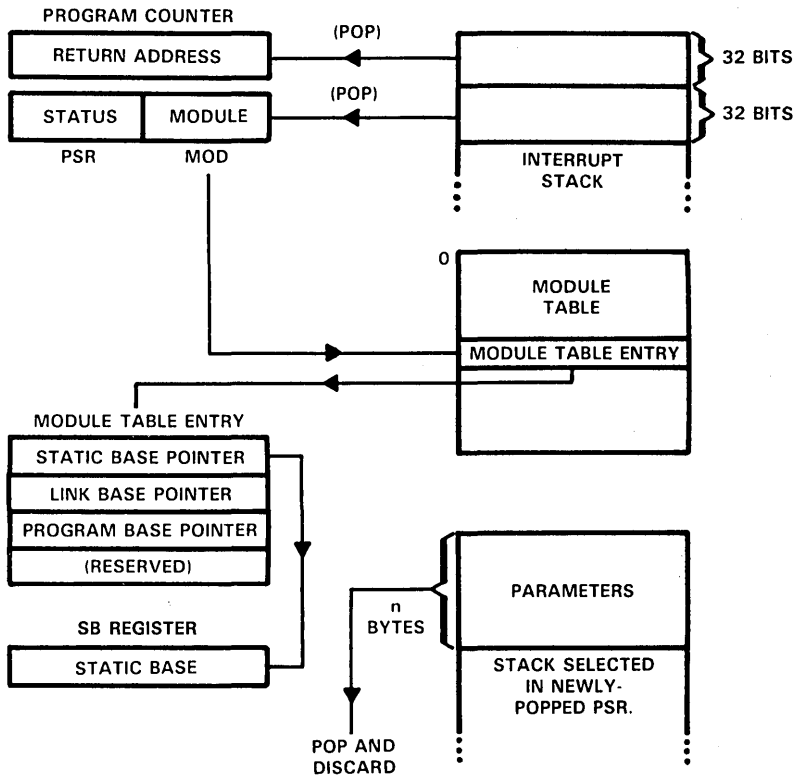 PROGRAM COUNTER
RETURN ADDRESS
(POP)
32 BITS
STATUS
MODULE
(POP)
32 BITS
PSR
MOD
INTERRUPT
STACK
0
MODULE
TABLE
MODULE TABLE ENTRY
MODULE TABLE ENTRY
STATIC BASE POINTER
LINK BASE POINTER
PROGRAM BASE POINTER
(RESERVED)
SB REGISTER
STATIC BASE
n
BYTES
PARAMETERS
STACK SELECTED
IN NEWLY-
POPPED PSR.
POP AND
DISCARD